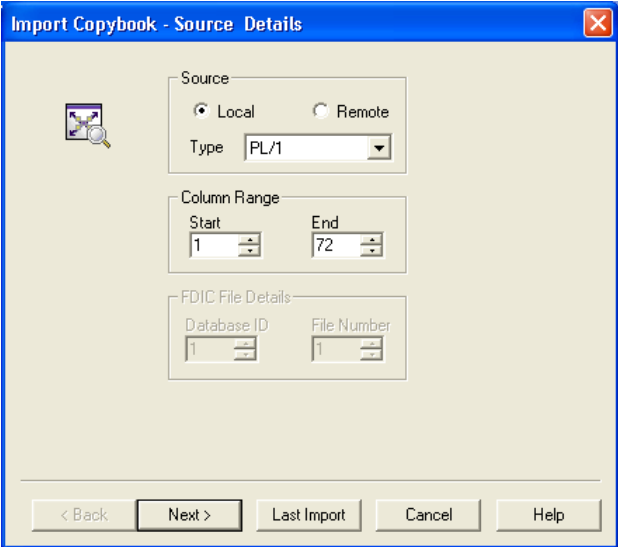 Import Copybook - Source Details
Source
Local Remote
Type PL/1
Column Range
Start End
1 72
FDIC File Details
Database ID File Number
1 1
< Back Next > Last Import Cancel Help